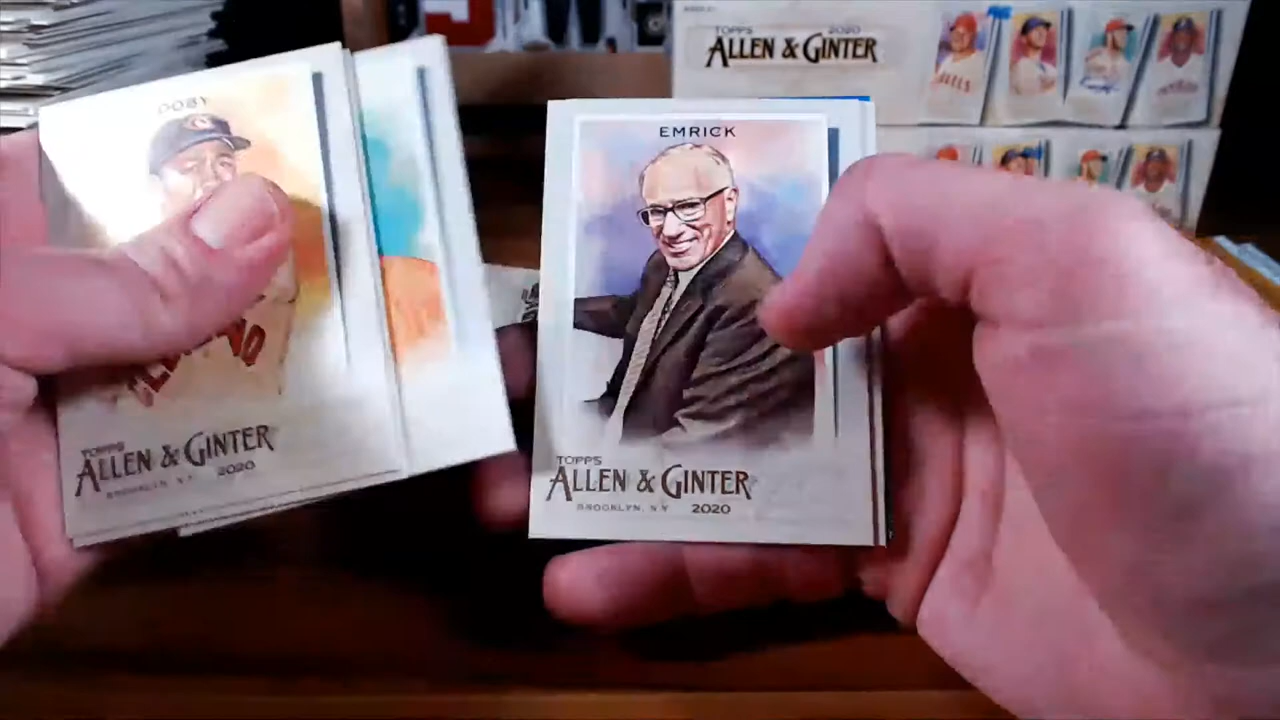 TOPPS 2020
ALLEN & GINTER
DOBY
TOPPS
ALLEN & GINTER
BROOKLYN, N.Y. 2020
EMRICK
TOPPS
ALLEN & GINTER
BROOKLYN, N.Y. 2020